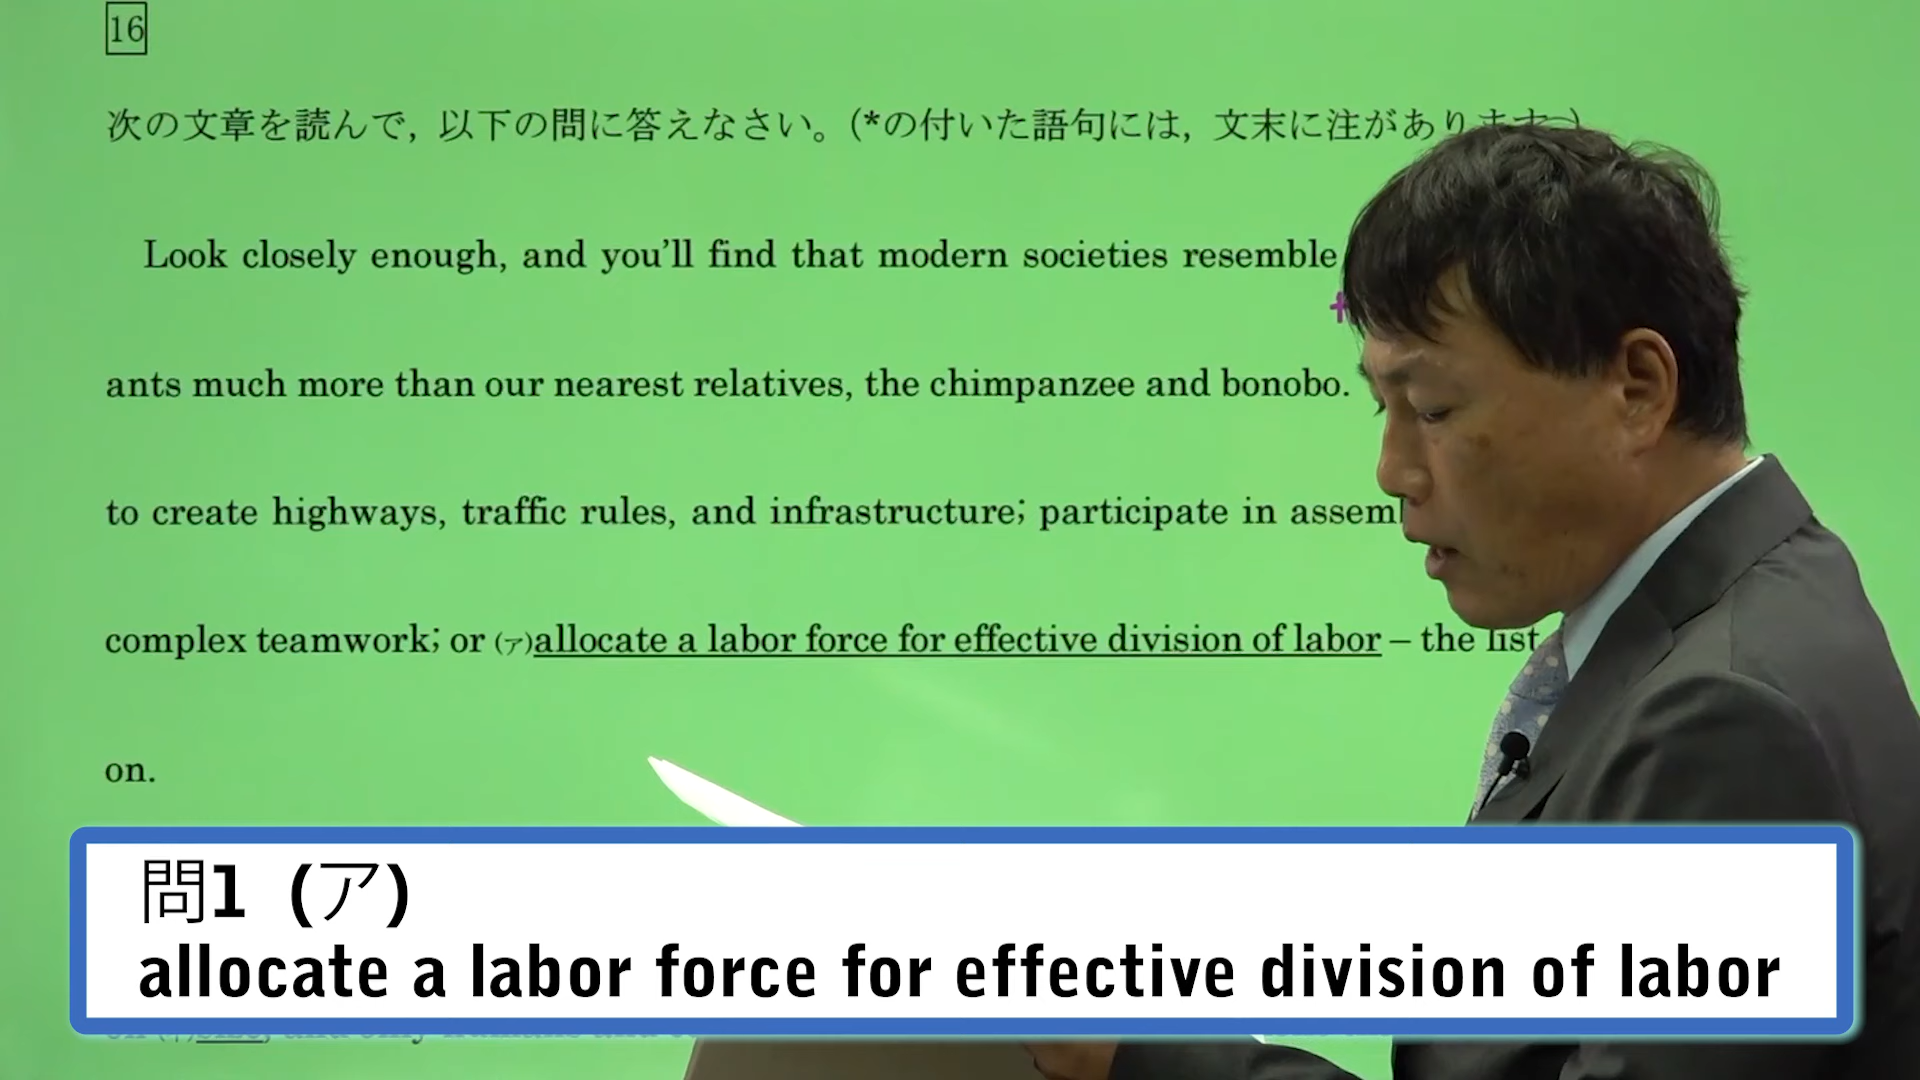 16
次の文章を読んで, 以下の問に答えなさい。(*の付いた語句には, 文末に注があります。)
Look closely enough, and you’ll find that modern societies resemble
ants much more than our nearest relatives, the chimpanzee and bonobo.
to create highways, traffic rules, and infrastructure; participate in
complex teamwork; or (ア)allocate a labor force for effective division of labor – the list
on.
問1 (ア)
allocate a labor force for effective division of labor